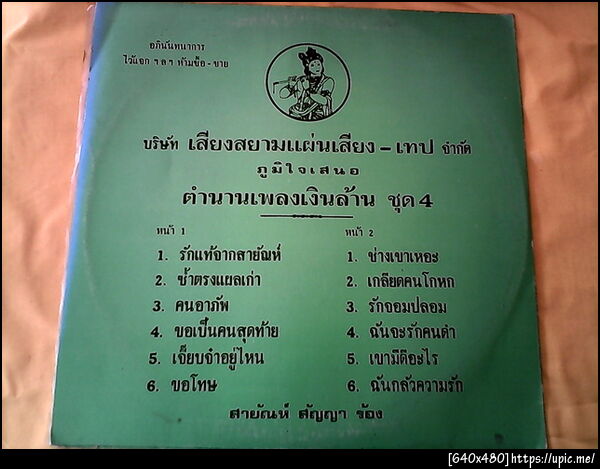 อภินันทนาการ
ไว้แจก ฯลฯ ห้ามซื้อ - ขาย
บริษัท เสียงสยามแผ่นเสียง - เทป จำกัด
ภูมิใจเสนอ
ตำนานเพลงเงินล้าน ชุด 4
หน้า 1
1. รักแท้จากสายัณห์
2. ช้ำตรงแผลเก่า
3. คนอาภัพ
4. ขอเป็นคนสุดท้าย
5. เจี๊ยบจ๋าอยู่ไหน
6. ขอโทษ
หน้า 2
1. ช่างเขาเหอะ
2. เกลียดคนโกหก
3. รักจอมปลอม
4. ฉันจะรักคนดำ
5. เขามีดีอะไร
6. ฉันกลัวความรัก
สายัณห์ สัญญา ร้อง
[640x480]https://upic.me/